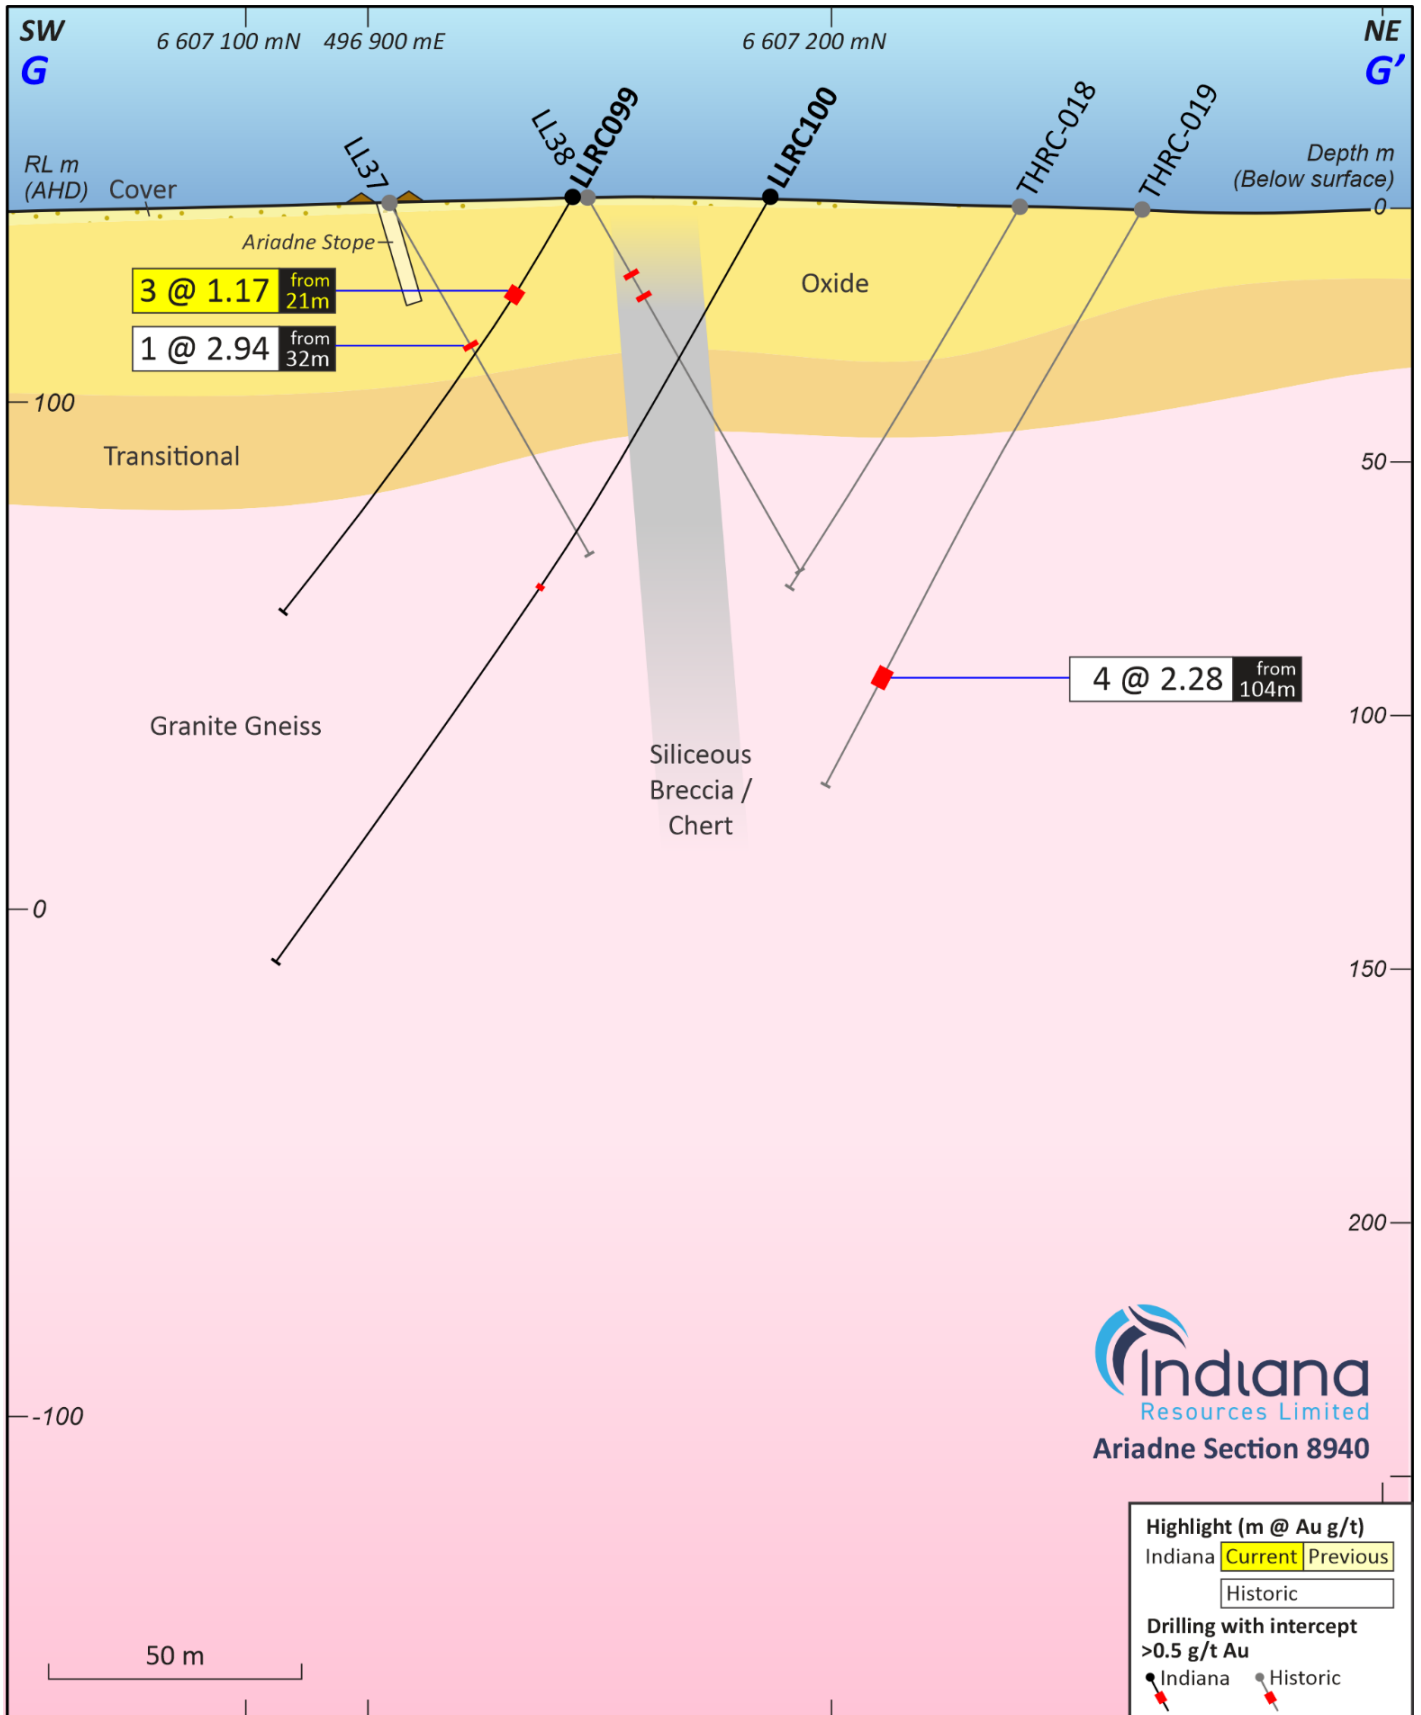 SW
6 607 100 mN
496 900 mE
6 607 200 mN
NE
G
G’
LL37
LL38
LLRC099
LLRC100
THRC-018
THRC-019
RL m
(AHD)
Cover
Depth m
(Below surface)
0
Ariadne Stope
3 @ 1.17
from
21m
Oxide
1 @ 2.94
from
32m
100
Transitional
50
4 @ 2.28
from
104m
Granite Gneiss
100
Siliceous
Breccia /
Chert
0
150
200
-100
Indiana
Resources Limited
Ariadne Section 8940
Highlight (m @ Au g/t)
Indiana Current Previous
Historic
Drilling with intercept
>0.5 g/t Au
Indiana Historic
50 m